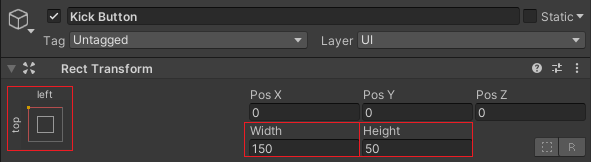 Kick Button Static
Tag Untagged Layer UI
Rect Transform
left
top
Pos X Pos Y Pos Z
0 0 0
Width Height
150 50
R